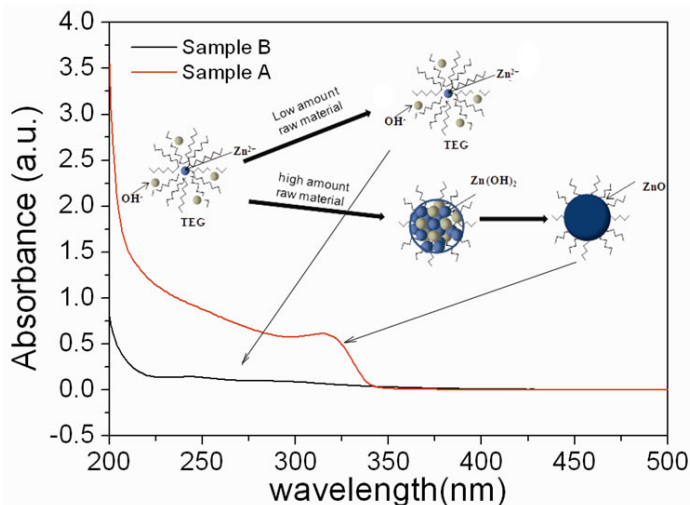 Absorbance (a.u.)
4.0
3.5
3.0
2.5
2.0
1.5
1.0
0.5
0.0
-0.5
Sample B
Sample A
Low amount
raw material
Zn²⁻
OH⁻
TEG
Zn²⁻
OH⁻
TEG
high amount
raw material
Zn(OH)₂
ZnO
200 250 300 350 400 450 500
wavelength(nm)